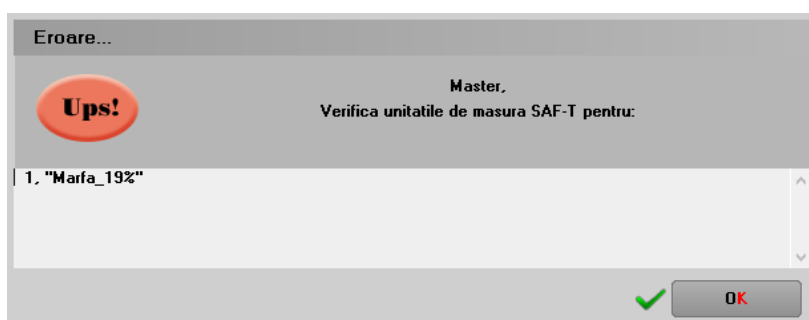 Eroare...
Ups!
Master,
Verifica unitatile de masura SAF-T pentru:
1, "Marfa_19%"
OK